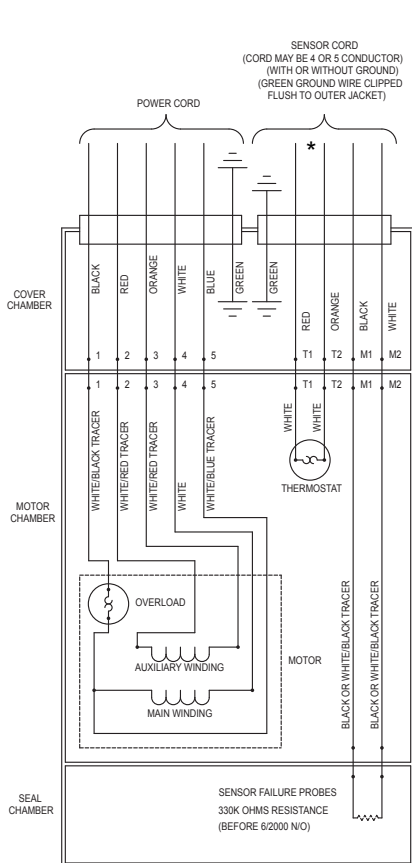 SENSOR CORD
(CORD MAY BE 4 OR 5 CONDUCTOR)
(WITH OR WITHOUT GROUND)
(GREEN GROUND WIRE CLIPPED
FLUSH TO OUTER JACKET)
POWER CORD
*
COVER
CHAMBER
BLACK
RED
ORANGE
WHITE
BLUE
GREEN
GREEN
RED
ORANGE
BLACK
WHITE
1 2 3 4 5 T1 T2 M1 M2
1 2 3 4 5 T1 T2 M1 M2
MOTOR
CHAMBER
WHITE/BLACK TRACER
WHITE/RED TRACER
WHITE/RED TRACER
WHITE
WHITE/BLUE TRACER
WHITE
WHITE
THERMOSTAT
BLACK OR WHITE/BLACK TRACER
BLACK OR WHITE/BLACK TRACER
OVERLOAD
AUXILIARY WINDING
MAIN WINDING
MOTOR
SEAL
CHAMBER
SENSOR FAILURE PROBES
330K OHMS RESISTANCE
(BEFORE 6/2000 N/O)